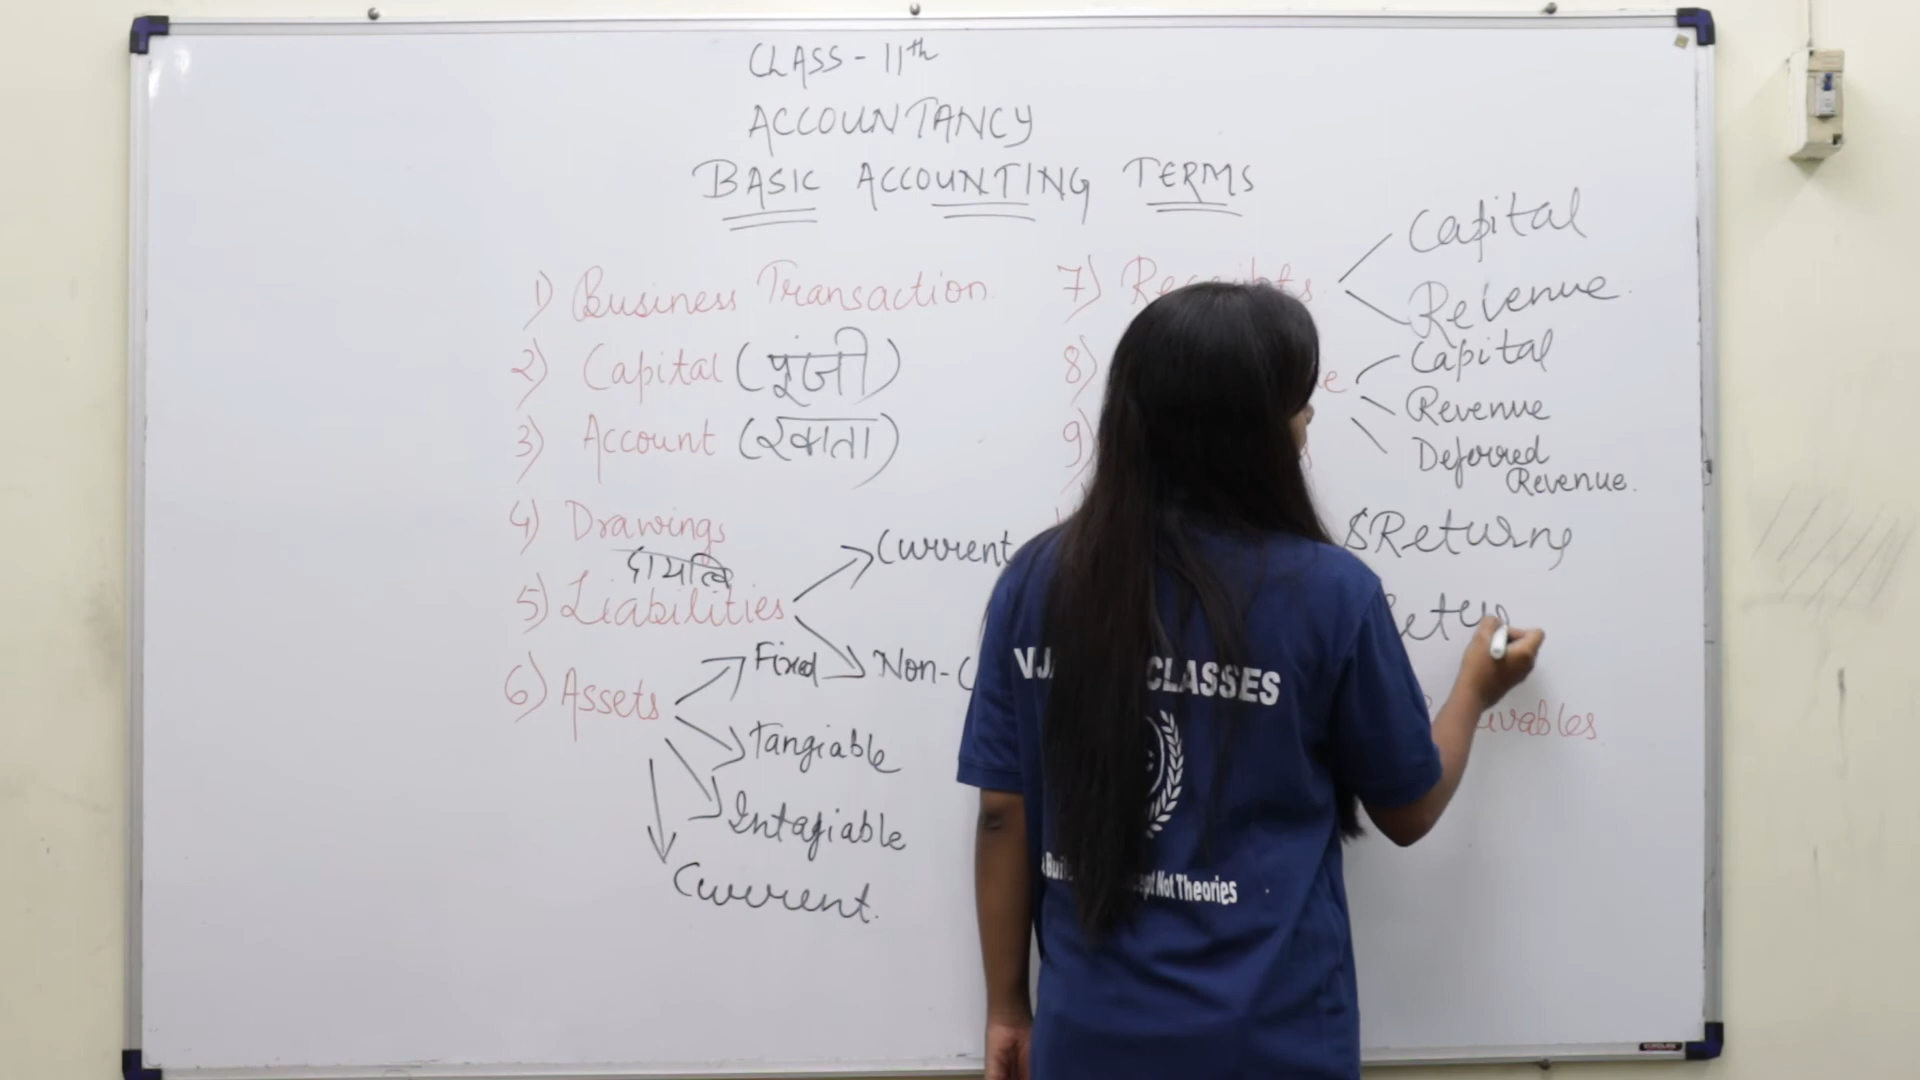 CLASS - 11th
ACCOUNTANCY
BASIC ACCOUNTING TERMS
1) Business Transaction
2) Capital (पूंजी)
3) Account (खाता)
4) Drawings
दायित्व
5) Liabilities
Current
Non-C
6) Assets
Fixed
Tangiable
Intagiable
Current.
7) Receipts
Capital
Revenue.
8)
Capital
Revenue
Deferred
Revenue.
9)
Returns
Retu
VJ CLASSES
Not Theories